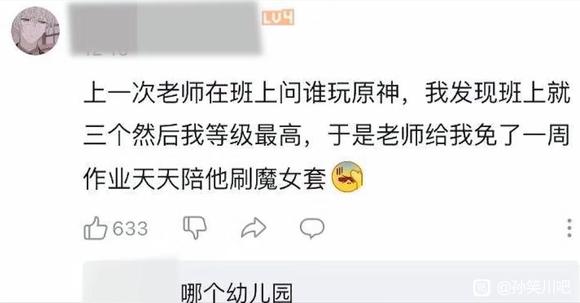 LV4
上一次老师在班上问谁玩原神，我发现班上就
三个然后我等级最高，于是老师给我免了一周
作业天天陪他刷魔女套
633
哪个幼儿园
@孙笑川吧